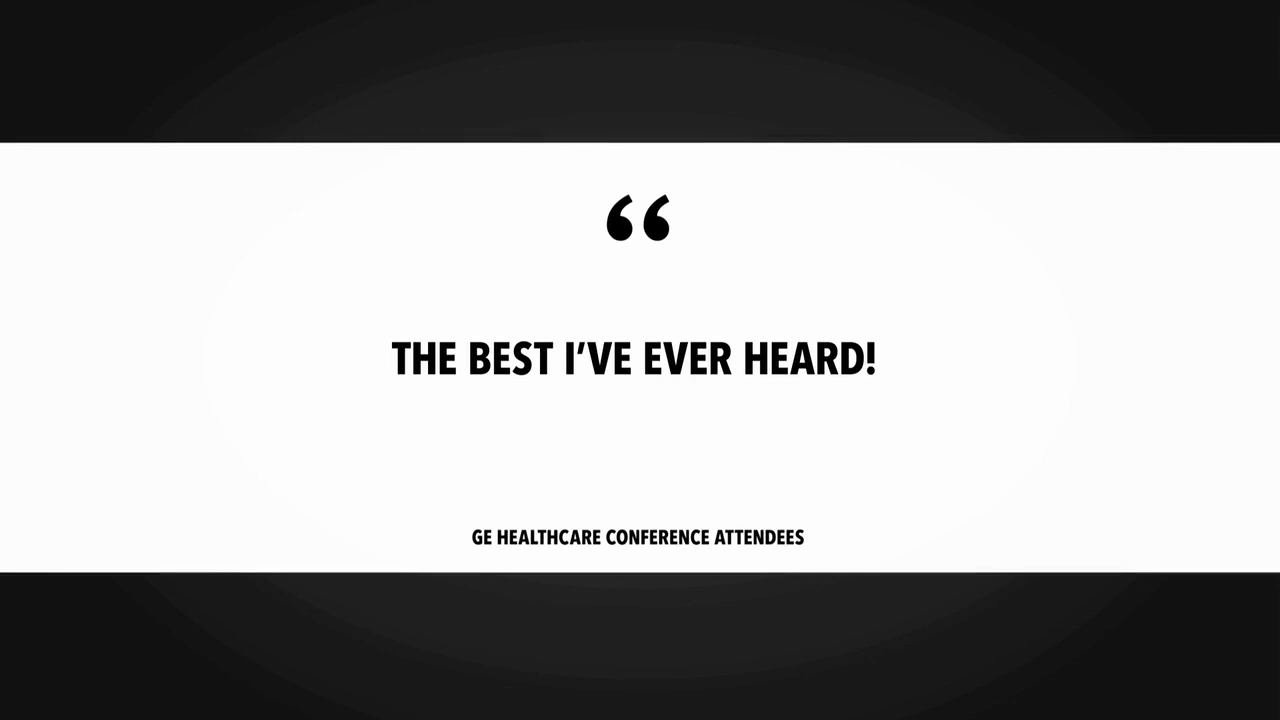 “
THE BEST I’VE EVER HEARD!
GE HEALTHCARE CONFERENCE ATTENDEES